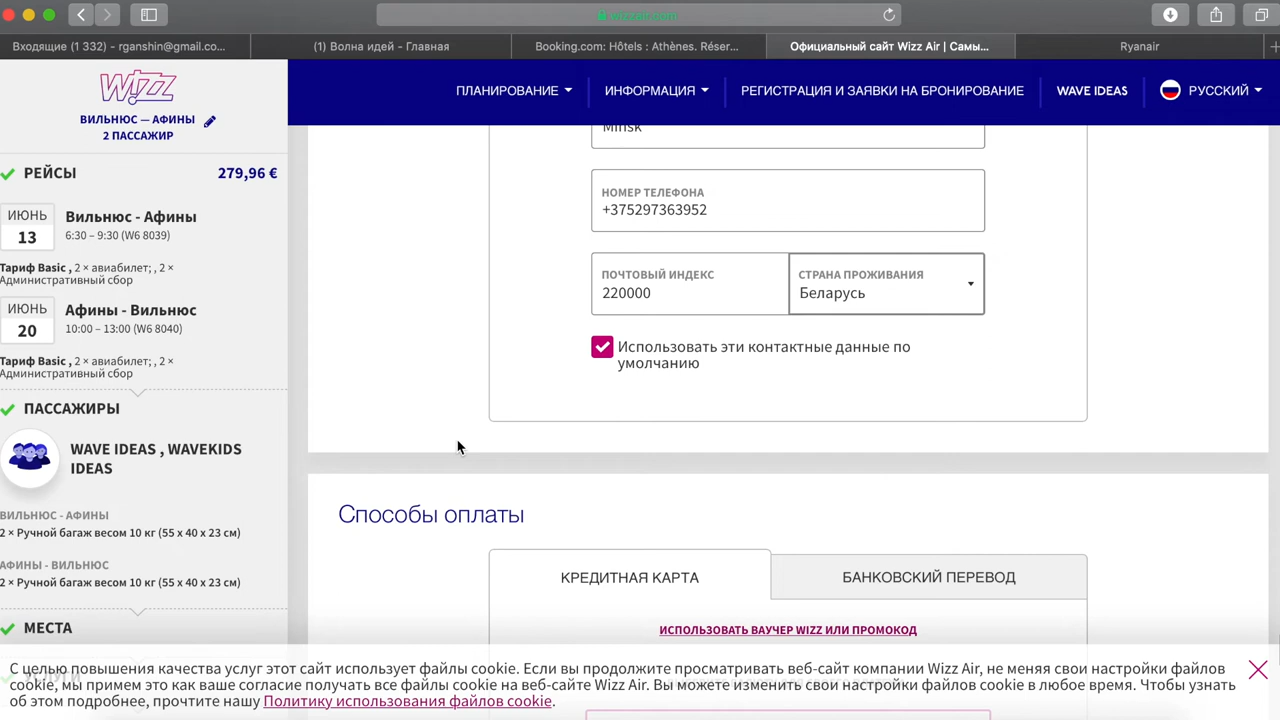 wizzair.com
Входящие (1 332) - rganshin@gmail.co...
(1) Волна идей - Главная
Booking.com: Hôtels : Athènes. Réser...
Официальный сайт Wizz Air | Самы...
Ryanair
WIZZ
ВИЛЬНЮС — АФИНЫ
2 ПАССАЖИР
ПЛАНИРОВАНИЕ
ИНФОРМАЦИЯ
РЕГИСТРАЦИЯ И ЗАЯВКИ НА БРОНИРОВАНИЕ
WAVE IDEAS
РУССКИЙ
РЕЙСЫ 279,96 €
ИЮНЬ
13
Вильнюс - Афины
6:30 – 9:30 (W6 8039)
Тариф Basic , 2 × авиабилет; , 2 ×
Административный сбор
ИЮНЬ
20
Афины - Вильнюс
10:00 – 13:00 (W6 8040)
Тариф Basic , 2 × авиабилет; , 2 ×
Административный сбор
ПАССАЖИРЫ
WAVE IDEAS , WAVEKIDS
IDEAS
ВИЛЬНЮС - АФИНЫ
2 × Ручной багаж весом 10 кг (55 x 40 x 23 см)
АФИНЫ - ВИЛЬНЮС
2 × Ручной багаж весом 10 кг (55 x 40 x 23 см)
МЕСТА
УСЛУГИ
Minsk
НОМЕР ТЕЛЕФОНА
+375297363952
ПОЧТОВЫЙ ИНДЕКС
220000
СТРАНА ПРОЖИВАНИЯ
Беларусь
Использовать эти контактные данные по
умолчанию
Способы оплаты
КРЕДИТНАЯ КАРТА
БАНКОВСКИЙ ПЕРЕВОД
ИСПОЛЬЗОВАТЬ ВАУЧЕР WIZZ ИЛИ ПРОМОКОД
С целью повышения качества услуг этот сайт использует файлы cookie. Если вы продолжите просматривать веб-сайт компании Wizz Air, не меняя свои настройки файлов
cookie, мы примем это как ваше согласие получать все файлы cookie на веб-сайте Wizz Air. Вы можете изменить свои настройки файлов cookie в любое время. Чтобы узнать
об этом подробнее, прочтите нашу Политику использования файлов cookie.